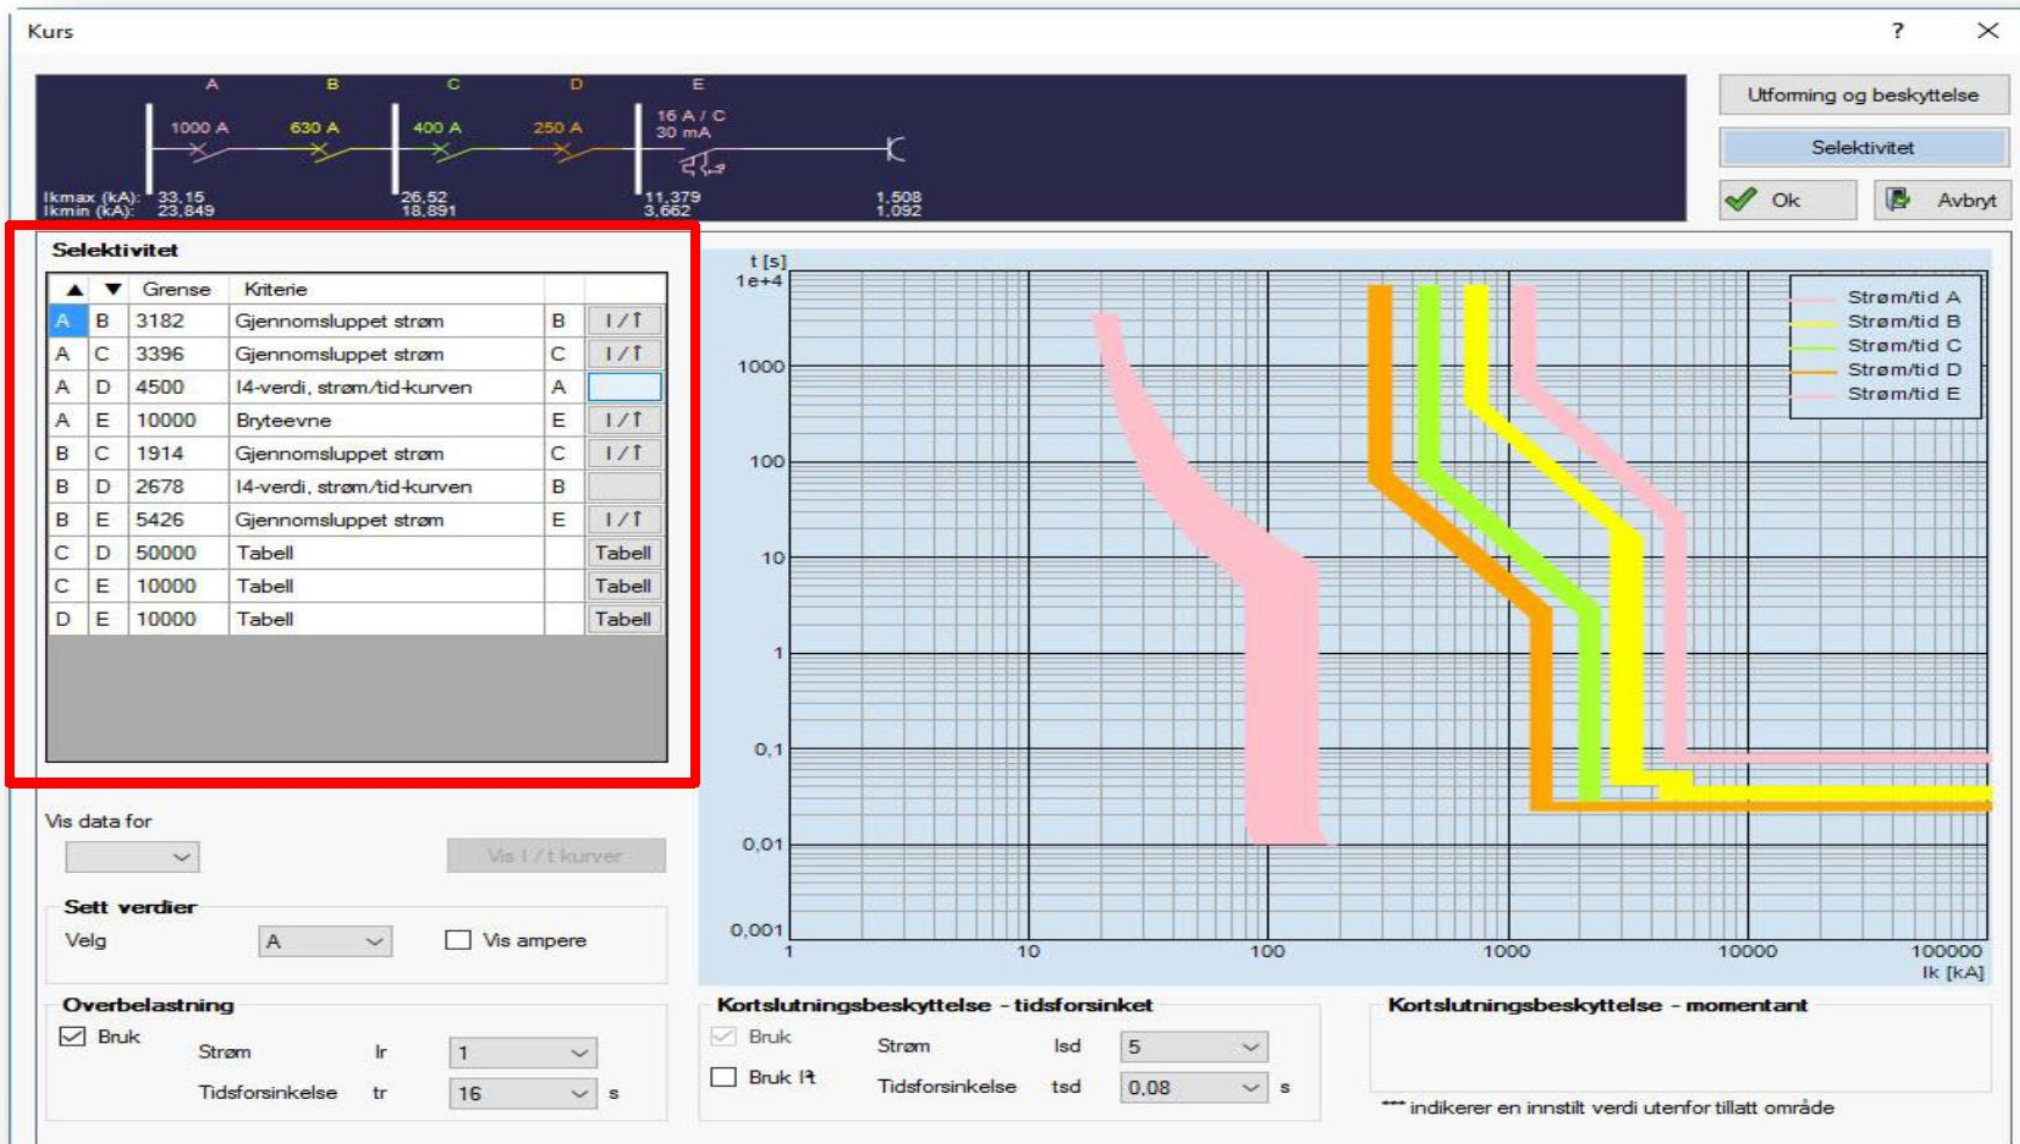 Kurs
? ×
A B C D E
1000 A 630 A 400 A 250 A 16 A / C
30 mA
Ikmax (kA): 33,15 26,52 11,379 1,508
Ikmin (kA): 23,849 18,891 3,662 1,092
Utforming og beskyttelse
Selektivitet
Ok Avbryt
Selektivitet
▲ ▼ Grense Kriterie
A B 3182 Gjennomsluppet strøm B I / Î
A C 3396 Gjennomsluppet strøm C I / Î
A D 4500 I4-verdi, strøm/tid-kurven A
A E 10000 Bryteevne E I / Î
B C 1914 Gjennomsluppet strøm C I / Î
B D 2678 I4-verdi, strøm/tid-kurven B
B E 5426 Gjennomsluppet strøm E I / Î
C D 50000 Tabell Tabell
C E 10000 Tabell Tabell
D E 10000 Tabell Tabell
t [s]
1e+4
1000
100
10
1
0,1
0,01
0,001
1 10 100 1000 10000 100000
Ik [kA]
Strøm/tid A
Strøm/tid B
Strøm/tid C
Strøm/tid D
Strøm/tid E
Vis data for
Vis I / t kurver
Sett verdier
Velg A Vis ampere
Overbelastning
Bruk
Strøm Ir 1
Tidsforsinkelse tr 16 s
Kortslutningsbeskyttelse - tidsforsinket
Bruk Strøm Isd 5
Bruk I²t Tidsforsinkelse tsd 0,08 s
Kortslutningsbeskyttelse - momentant
*** indikerer en innstilt verdi utenfor tillatt område